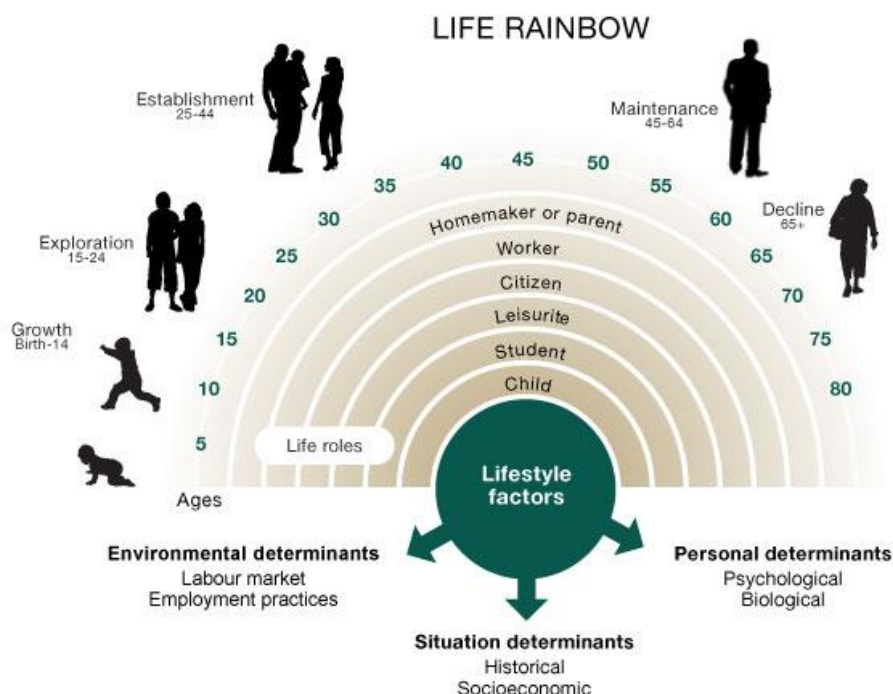 LIFE RAINBOW
Establishment
25-44
Maintenance
45-64
Exploration
15-24
Decline
65+
Growth
Birth-14
5
10
15
20
25
30
35
40
45
50
55
60
65
70
75
80
Homemaker or parent
Worker
Citizen
Leisurite
Student
Child
Life roles
Ages
Lifestyle
factors
Environmental determinants
Labour market
Employment practices
Situation determinants
Historical
Socioeconomic
Personal determinants
Psychological
Biological